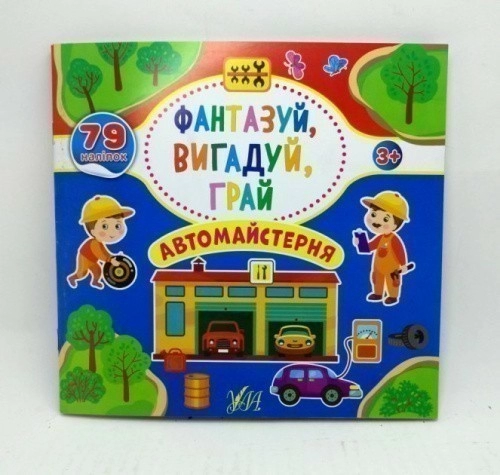 79
наліпок
ФАНТАЗУЙ,
ВИГАДУЙ,
ГРАЙ
3+
АВТОМАЙСТЕРНЯ
УЛА